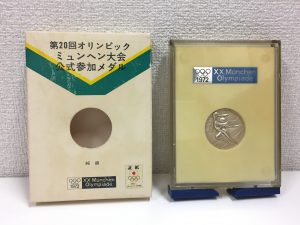 第20回オリンピック
ミュンヘン大会
公式参加メダル
純銀
1972
XX München
Olympiade
1972
XX München
Olympiade